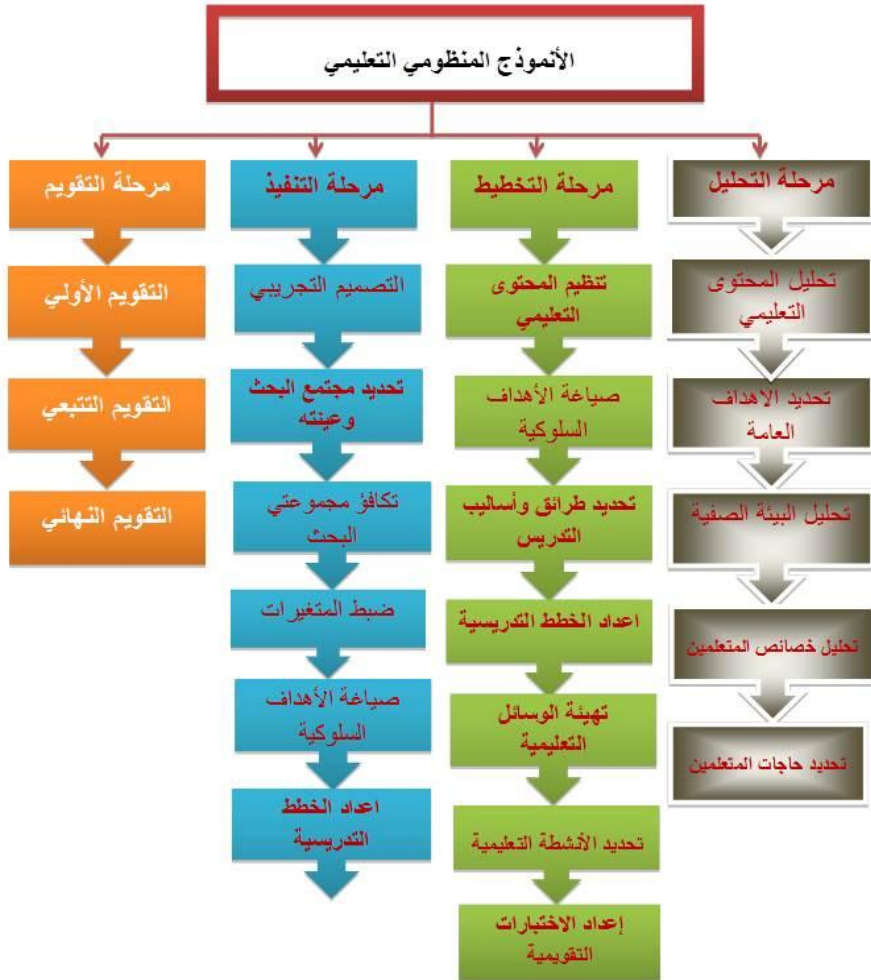 الأنموذج المنظومي التعليمي
مرحلة التحليل
تحليل المحتوى
التعليمي
تحديد الاهداف
العامة
تحليل البيئة الصفية
تحليل خصائص المتعلمين
تحديد حاجات المتعلمين
مرحلة التخطيط
تنظيم المحتوى
التعليمي
صياغة الأهداف
السلوكية
تحديد طرائق وأساليب
التدريس
اعداد الخطط التدريسية
تهيئة الوسائل
التعليمية
تحديد الأنشطة التعليمية
إعداد الاختبارات
التقويمية
مرحلة التنفيذ
التصميم التجريبي
تحديد مجتمع البحث
وعينته
تكافؤ مجموعتي
البحث
ضبط المتغيرات
صياغة الأهداف
السلوكية
اعداد الخطط
التدريسية
مرحلة التقويم
التقويم الأولي
التقويم التتبعي
التقويم النهائي